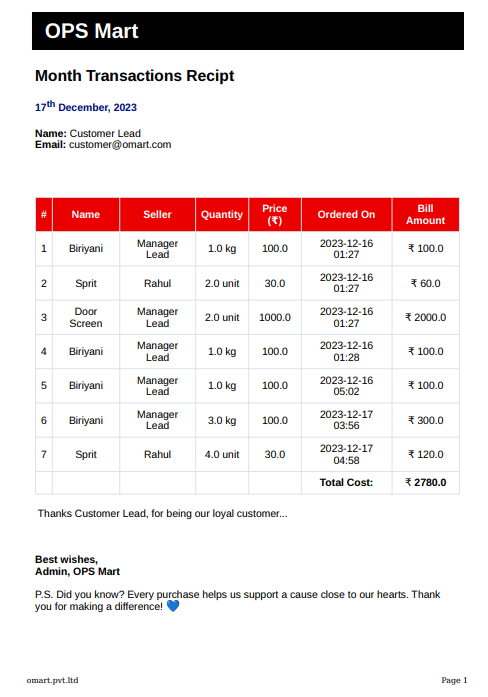 OPS Mart
Month Transactions Recipt
17th December, 2023
Name: Customer Lead
Email: customer@omart.com
# Name Seller Quantity Price (₹) Ordered On Bill Amount
1 Biriyani Manager Lead 1.0 kg 100.0 2023-12-16 01:27 ₹ 100.0
2 Sprit Rahul 2.0 unit 30.0 2023-12-16 01:27 ₹ 60.0
3 Door Screen Manager Lead 2.0 unit 1000.0 2023-12-16 01:27 ₹ 2000.0
4 Biriyani Manager Lead 1.0 kg 100.0 2023-12-16 01:28 ₹ 100.0
5 Biriyani Manager Lead 1.0 kg 100.0 2023-12-16 05:02 ₹ 100.0
6 Biriyani Manager Lead 3.0 kg 100.0 2023-12-17 03:56 ₹ 300.0
7 Sprit Rahul 4.0 unit 30.0 2023-12-17 04:58 ₹ 120.0
Total Cost: ₹ 2780.0
Thanks Customer Lead, for being our loyal customer...
Best wishes,
Admin, OPS Mart
P.S. Did you know? Every purchase helps us support a cause close to our hearts. Thank
you for making a difference! 💙
omart.pvt.ltd Page 1